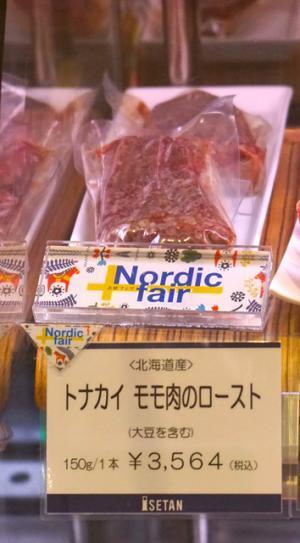 Nordic
fair
Nordic
fair
〈北海道産〉
トナカイ モモ肉のロースト
(大豆を含む)
150g/1本 ¥3,564(税込)
ISETAN